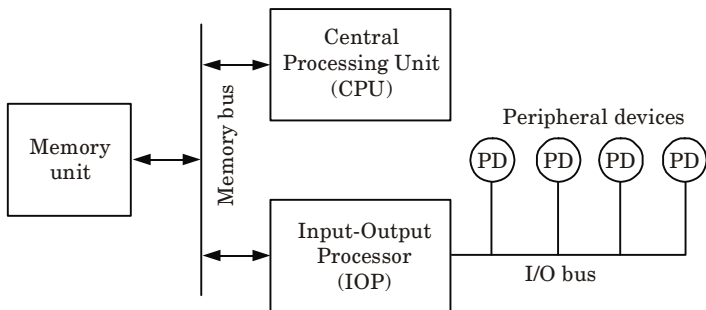 Central
Processing Unit
(CPU)
Memory bus
Memory
unit
Peripheral devices
PD PD PD PD
Input-Output
Processor
(IOP)
I/O bus